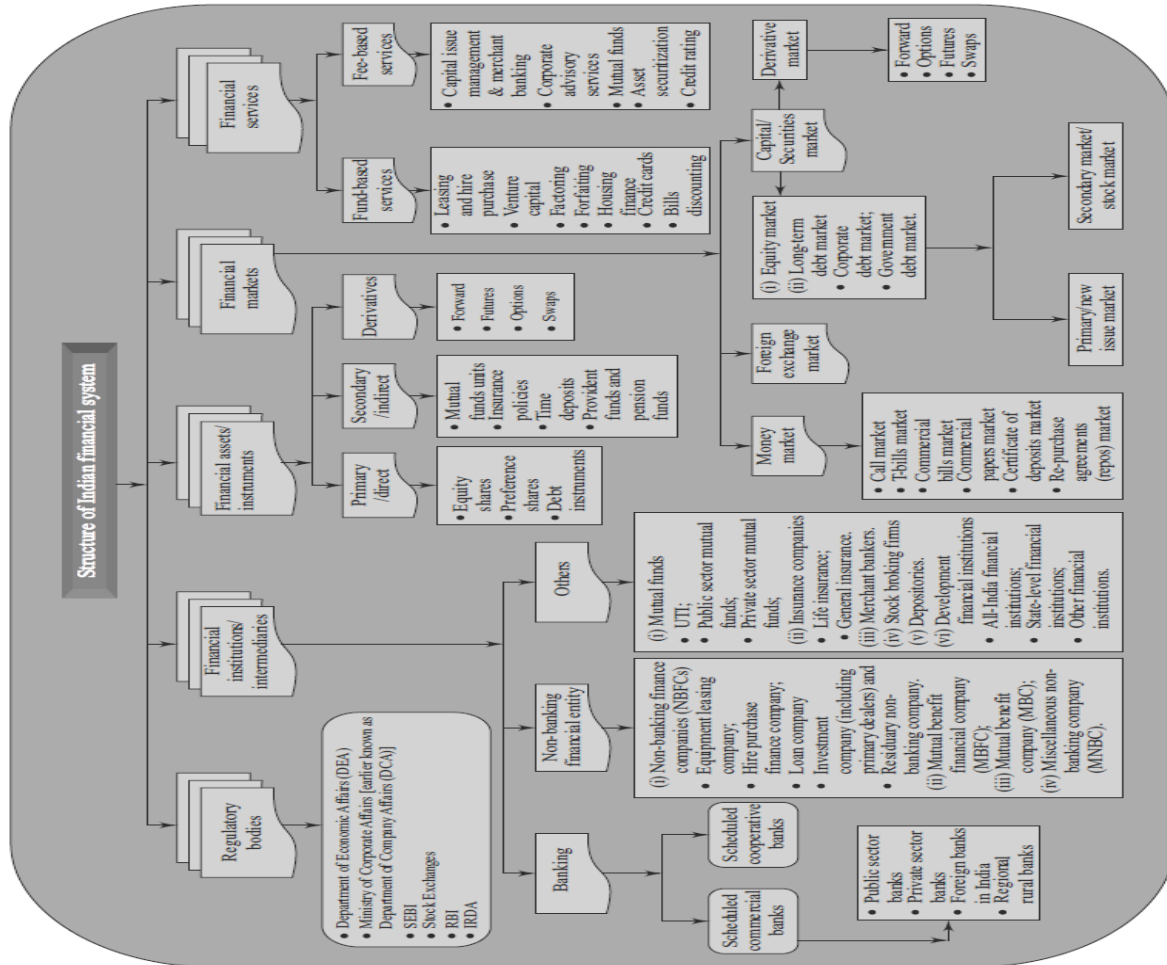 Structure of Indian financial system
Regulatory
bodies
• Department of Economic Affairs (DEA)
• Ministry of Corporate Affairs [earlier known as
Department of Company Affairs (DCA)]
• SEBI
• Stock Exchanges
• RBI
• IRDA
Financial
institutions/
intermediaries
Banking
Scheduled
commercial
banks
• Public sector
banks
• Private sector
banks
• Foreign banks
in India
• Regional
rural banks
Scheduled
cooperative
banks
Non-banking
financial entity
(i) Non-banking finance
companies (NBFCs)
• Equipment leasing
company;
• Hire purchase
finance company;
• Loan company
• Investment
company (including
primary dealers) and
• Residuary non-
banking company.
(ii) Mutual benefit
financial company
(MBFC);
(iii) Mutual benefit
company (MBC);
(iv) Miscellaneous non-
banking company
(MNBC).
Others
(i) Mutual funds
• UTI;
• Public sector mutual
funds;
• Private sector mutual
funds;
(ii) Insurance companies
• Life insurance;
• General insurance.
(iii) Merchant bankers.
(iv) Stock broking firms
(v) Depositories.
(vi) Development
financial institutions
• All-India financial
institutions;
• State-level financial
institutions;
• Other financial
institutions.
Financial assets/
instruments
Primary
/direct
• Equity
shares
• Preference
shares
• Debt
instruments
Secondary
/indirect
• Mutual
funds units
• Insurance
policies
• Time
deposits
• Provident
funds and
pension
funds
Derivatives
• Forward
• Futures
• Options
• Swaps
Financial
markets
Money
market
• Call market
• T-bills market
• Commercial
bills market
• Commercial
papers market
• Certificate of
deposits market
• Re-purchase
agreements
(repos) market
Foreign
exchange
market
Capital/
Securities
market
(i) Equity market
(ii) Long-term
debt market
• Corporate
debt market;
• Government
debt market.
Primary/new
issue market
Secondary market/
stock market
Derivative
market
• Forward
• Options
• Futures
• Swaps
Financial
services
Fund-based
services
• Leasing
and hire
purchase
• Venture
capital
• Factoring
• Forfaiting
• Housing
finance
• Credit cards
• Bills
discounting
Fee-based
services
• Capital issue
management
& merchant
banking
• Corporate
advisory
services
• Mutual funds
• Asset
securitization
• Credit rating